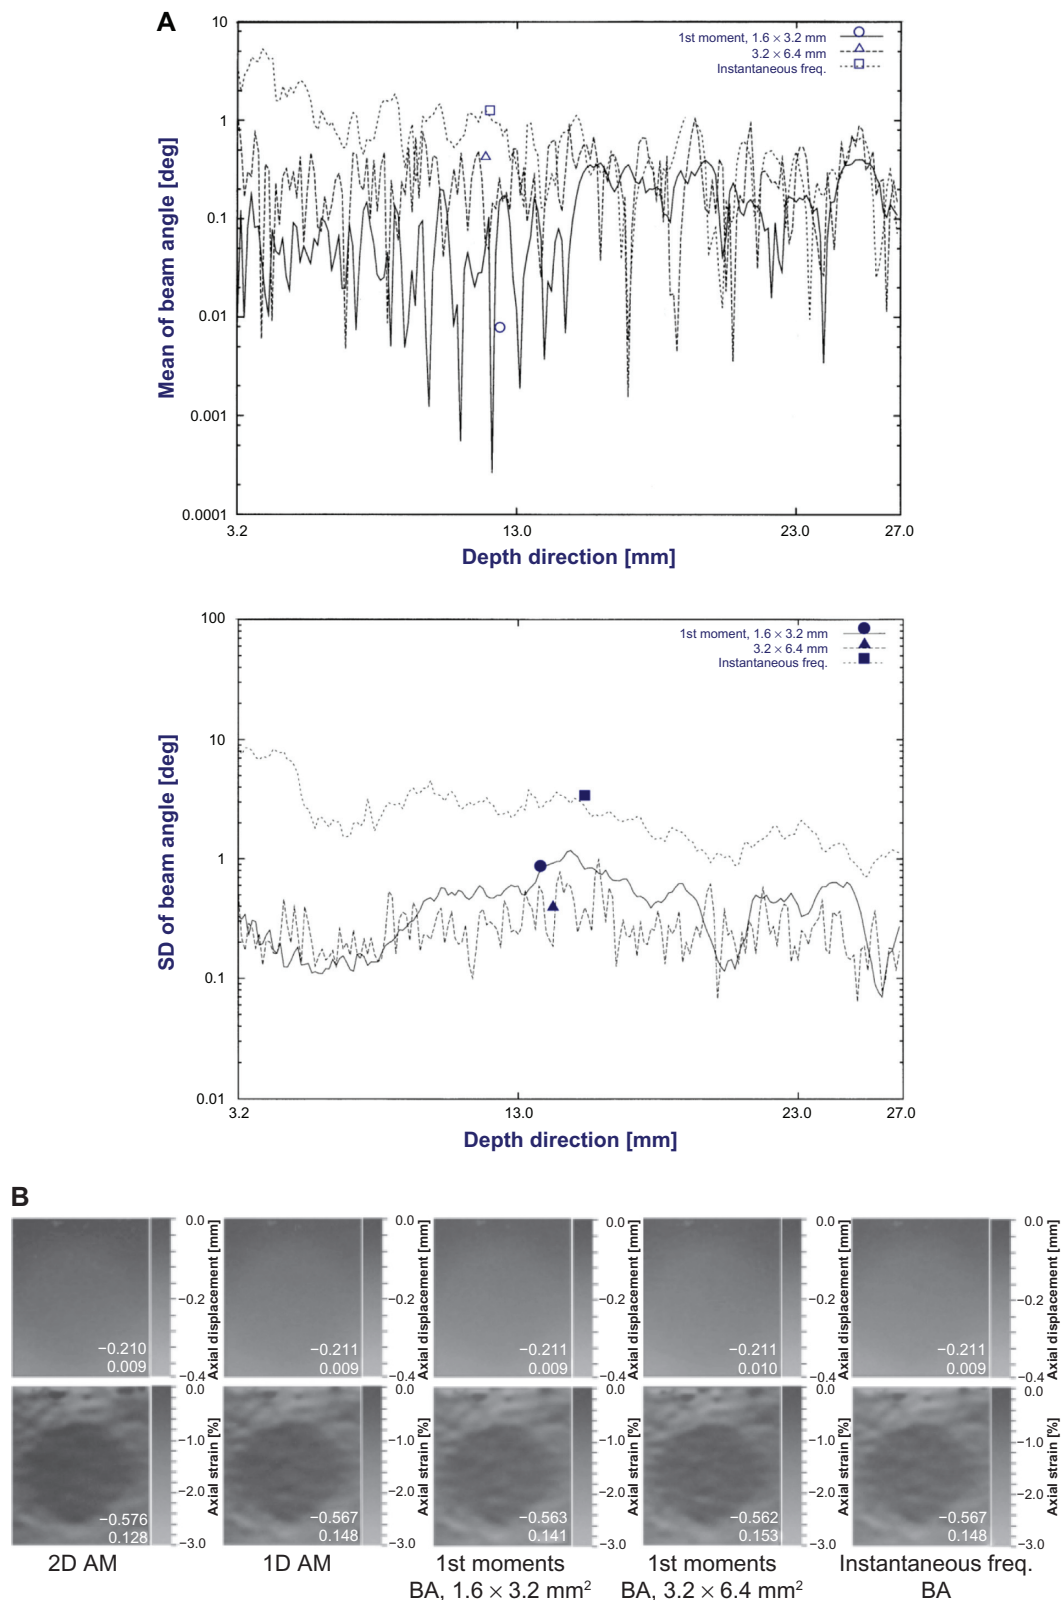 A
10
1
0.1
0.01
0.001
0.0001
Mean of beam angle [deg]
1st moment, 1.6 × 3.2 mm
3.2 × 6.4 mm
Instantaneous freq.
3.2
13.0
23.0
27.0
Depth direction [mm]
100
10
1
0.1
0.01
SD of beam angle [deg]
1st moment, 1.6 × 3.2 mm
3.2 × 6.4 mm
Instantaneous freq.
3.2
13.0
23.0
27.0
Depth direction [mm]
B
−0.210
0.009
0.0
−0.2
−0.4
Axial displacement [mm]
−0.211
0.009
0.0
−0.2
−0.4
Axial displacement [mm]
−0.211
0.009
0.0
−0.2
−0.4
Axial displacement [mm]
−0.211
0.010
0.0
−0.2
−0.4
Axial displacement [mm]
−0.211
0.009
0.0
−0.2
−0.4
Axial displacement [mm]
−0.576
0.128
0.0
−1.0
−2.0
−3.0
Axial strain [%]
−0.567
0.148
0.0
−1.0
−2.0
−3.0
Axial strain [%]
−0.563
0.141
0.0
−1.0
−2.0
−3.0
Axial strain [%]
−0.562
0.153
0.0
−1.0
−2.0
−3.0
Axial strain [%]
−0.567
0.148
0.0
−1.0
−2.0
−3.0
Axial strain [%]
2D AM
1D AM
1st moments
BA, 1.6 × 3.2 mm²
1st moments
BA, 3.2 × 6.4 mm²
Instantaneous freq.
BA